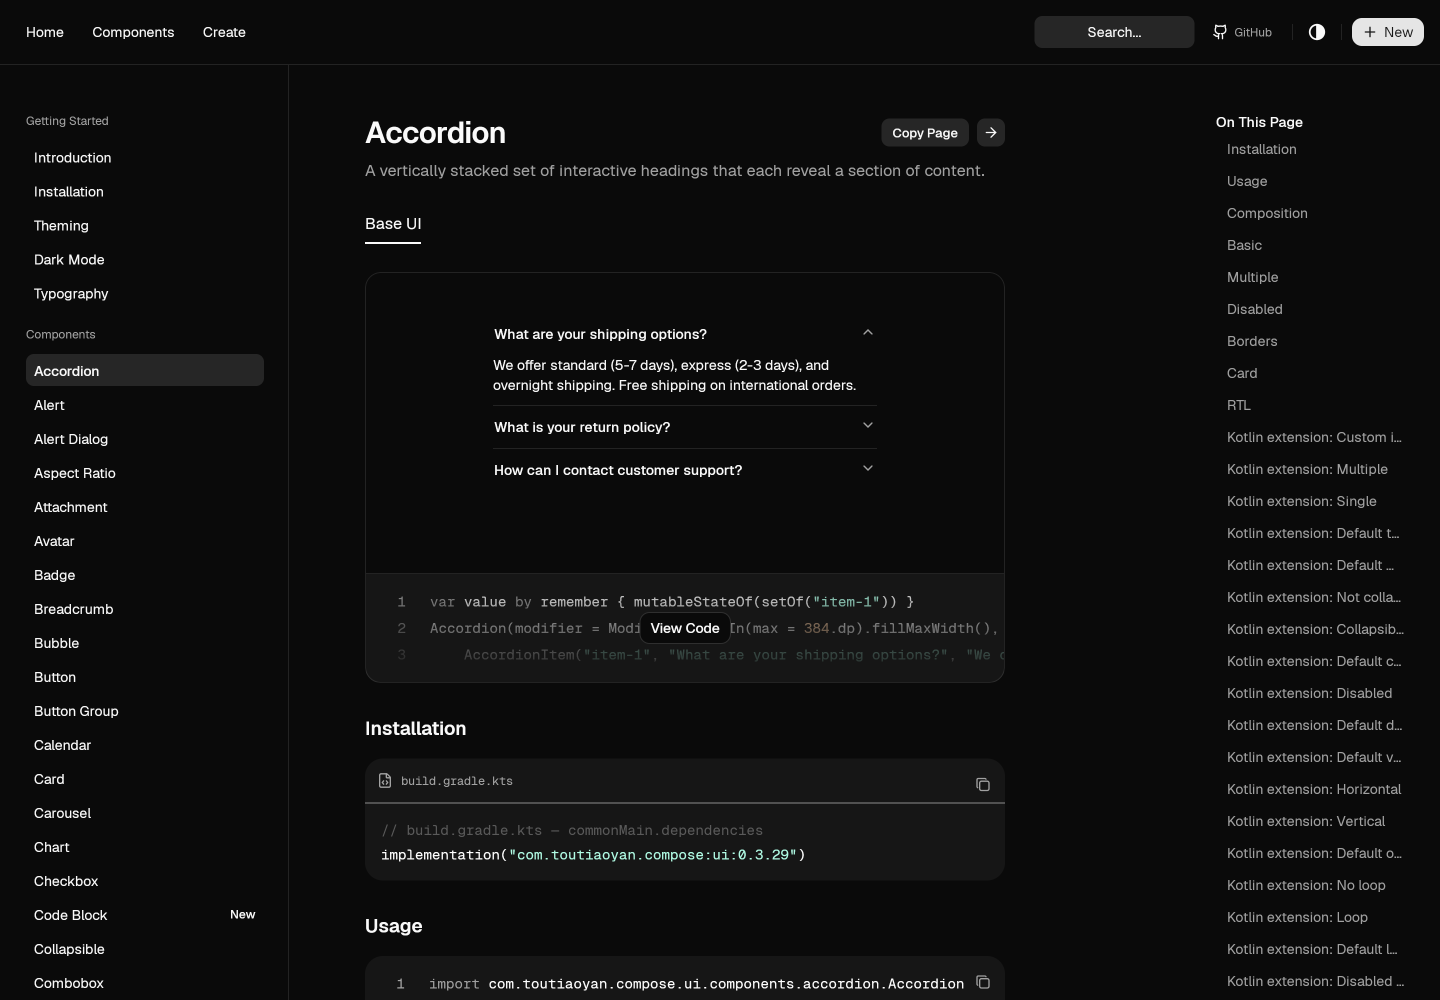 Home
Components
Create
Search...
GitHub
New
Getting Started
Introduction
Installation
Theming
Dark Mode
Typography
Components
Accordion
Alert
Alert Dialog
Aspect Ratio
Attachment
Avatar
Badge
Breadcrumb
Bubble
Button
Button Group
Calendar
Card
Carousel
Chart
Checkbox
Code Block
New
Collapsible
Combobox
Accordion
Copy Page
A vertically stacked set of interactive headings that each reveal a section of content.
Base UI
What are your shipping options?
We offer standard (5-7 days), express (2-3 days), and
overnight shipping. Free shipping on international orders.
What is your return policy?
How can I contact customer support?
1 var value by remember { mutableStateOf(setOf("item-1")) }
2 Accordion(modifier = Modi
View Code
In(max = 384.dp).fillMaxWidth(),
3 AccordionItem("item-1", "What are your shipping options?", "We
Installation
build.gradle.kts
// build.gradle.kts — commonMain.dependencies
implementation("com.toutiaoyan.compose:ui:0.3.29")
Usage
1 import com.toutiaoyan.compose.ui.components.accordion.Accordion
On This Page
Installation
Usage
Composition
Basic
Multiple
Disabled
Borders
Card
RTL
Kotlin extension: Custom i...
Kotlin extension: Multiple
Kotlin extension: Single
Kotlin extension: Default t...
Kotlin extension: Default ...
Kotlin extension: Not colla...
Kotlin extension: Collapsib...
Kotlin extension: Default c...
Kotlin extension: Disabled
Kotlin extension: Default d...
Kotlin extension: Default v...
Kotlin extension: Horizontal
Kotlin extension: Vertical
Kotlin extension: Default o...
Kotlin extension: No loop
Kotlin extension: Loop
Kotlin extension: Default l...
Kotlin extension: Disabled ...